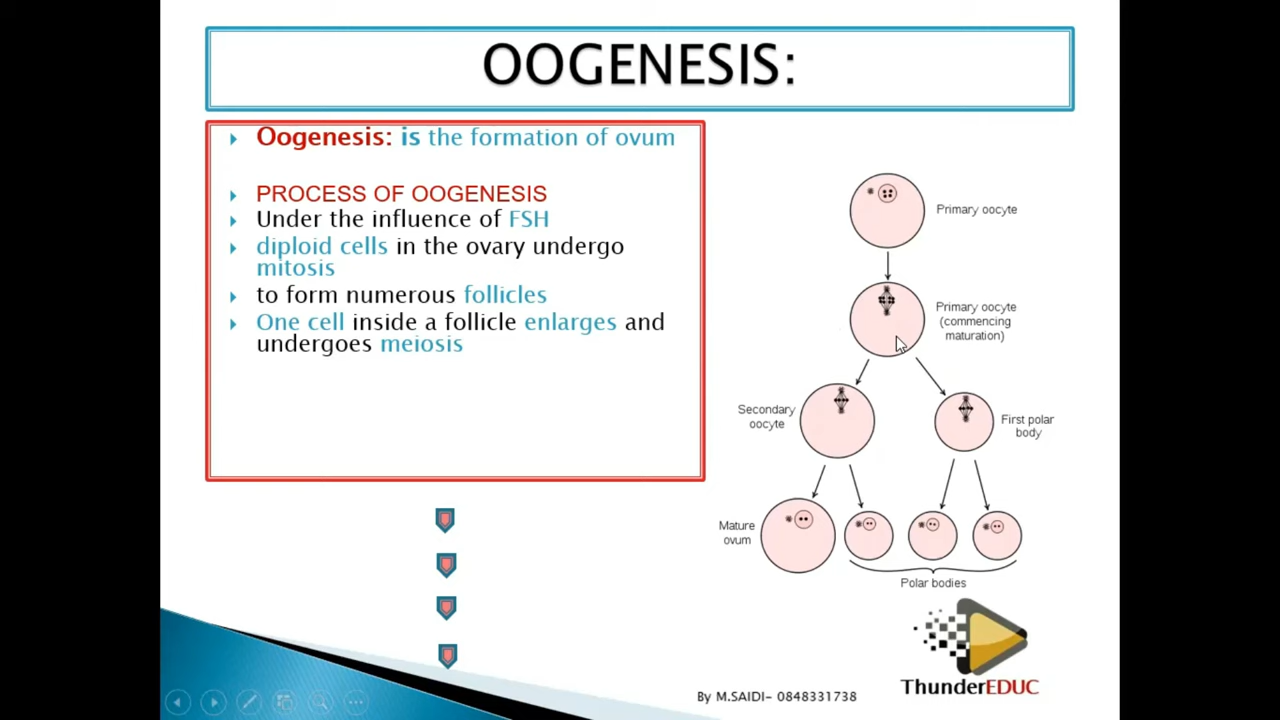 OOGENESIS:
Oogenesis: is the formation of ovum
PROCESS OF OOGENESIS
Under the influence of FSH
diploid cells in the ovary undergo
mitosis
to form numerous follicles
One cell inside a follicle enlarges and
undergoes meiosis
Primary oocyte
Primary oocyte
(commencing
maturation)
Secondary
oocyte
First polar
body
Mature
ovum
Polar bodies
By M.SAIDI- 0848331738
ThunderEDUC